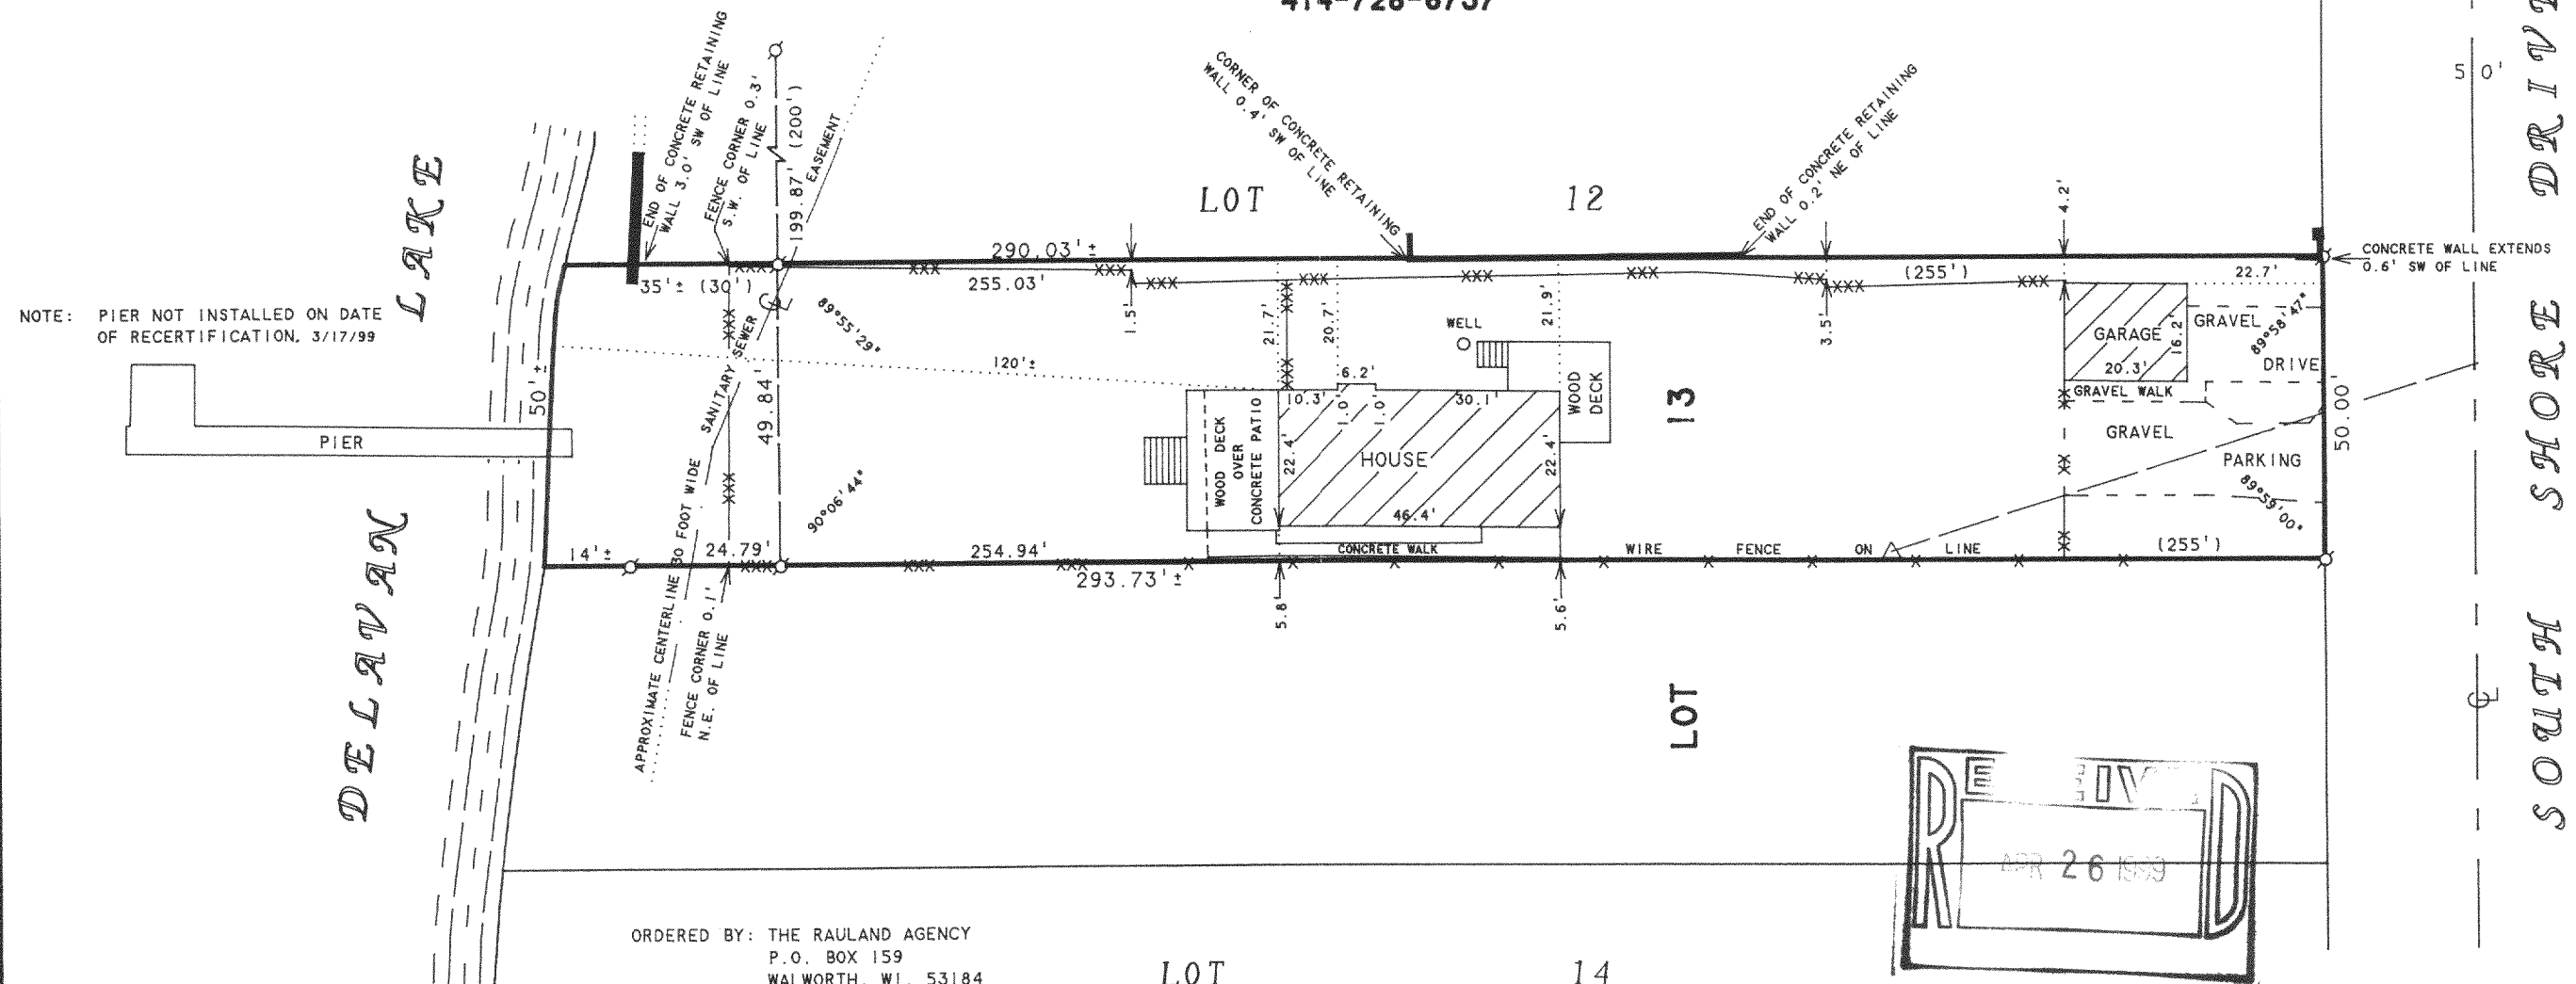 414-728-6737
50'
SOUTH SHORE DRIVE
DELAVAN LAKE
END OF CONCRETE RETAINING
WALL 3.0' SW OF LINE
FENCE CORNER 0.3'
S.W. OF LINE
199.87' (200')
EASEMENT
CORNER OF CONCRETE RETAINING
WALL 0.4' SW OF LINE
END OF CONCRETE RETAINING
WALL 0.2' NE OF LINE
LOT 12
4.2'
CONCRETE WALL EXTENDS
0.6' SW OF LINE
290.03'±
35'± (30')
255.03'
(255')
22.7'
NOTE: PIER NOT INSTALLED ON DATE
OF RECERTIFICATION, 3/17/99
89°55'29"
1.5'
21.7'
20.7'
21.9'
3.5'
WELL
GARAGE
16.2'
20.3'
GRAVEL
DRIVE
89°58'47"
GRAVEL WALK
GRAVEL
PARKING
50.00'
89°59'00"
120'±
50'±
PIER
49.84'
90°06'44"
APPROXIMATE CENTERLINE 30 FOOT WIDE SANITARY SEWER
WOOD DECK
OVER
CONCRETE PATIO
10.3'
6.2'
1.0'
1.0'
30.1'
22.4'
HOUSE
22.4'
46.4'
WOOD
DECK
LOT 13
14'±
24.79'
254.94'
CONCRETE WALK
WIRE FENCE ON LINE
(255')
293.73'±
5.8'
5.6'
FENCE CORNER 0.1'
N.E. OF LINE
RECEIVED
APR 26 1999
ORDERED BY: THE RAULAND AGENCY
P.O. BOX 159
WALWORTH, WI. 53184
LOT 14